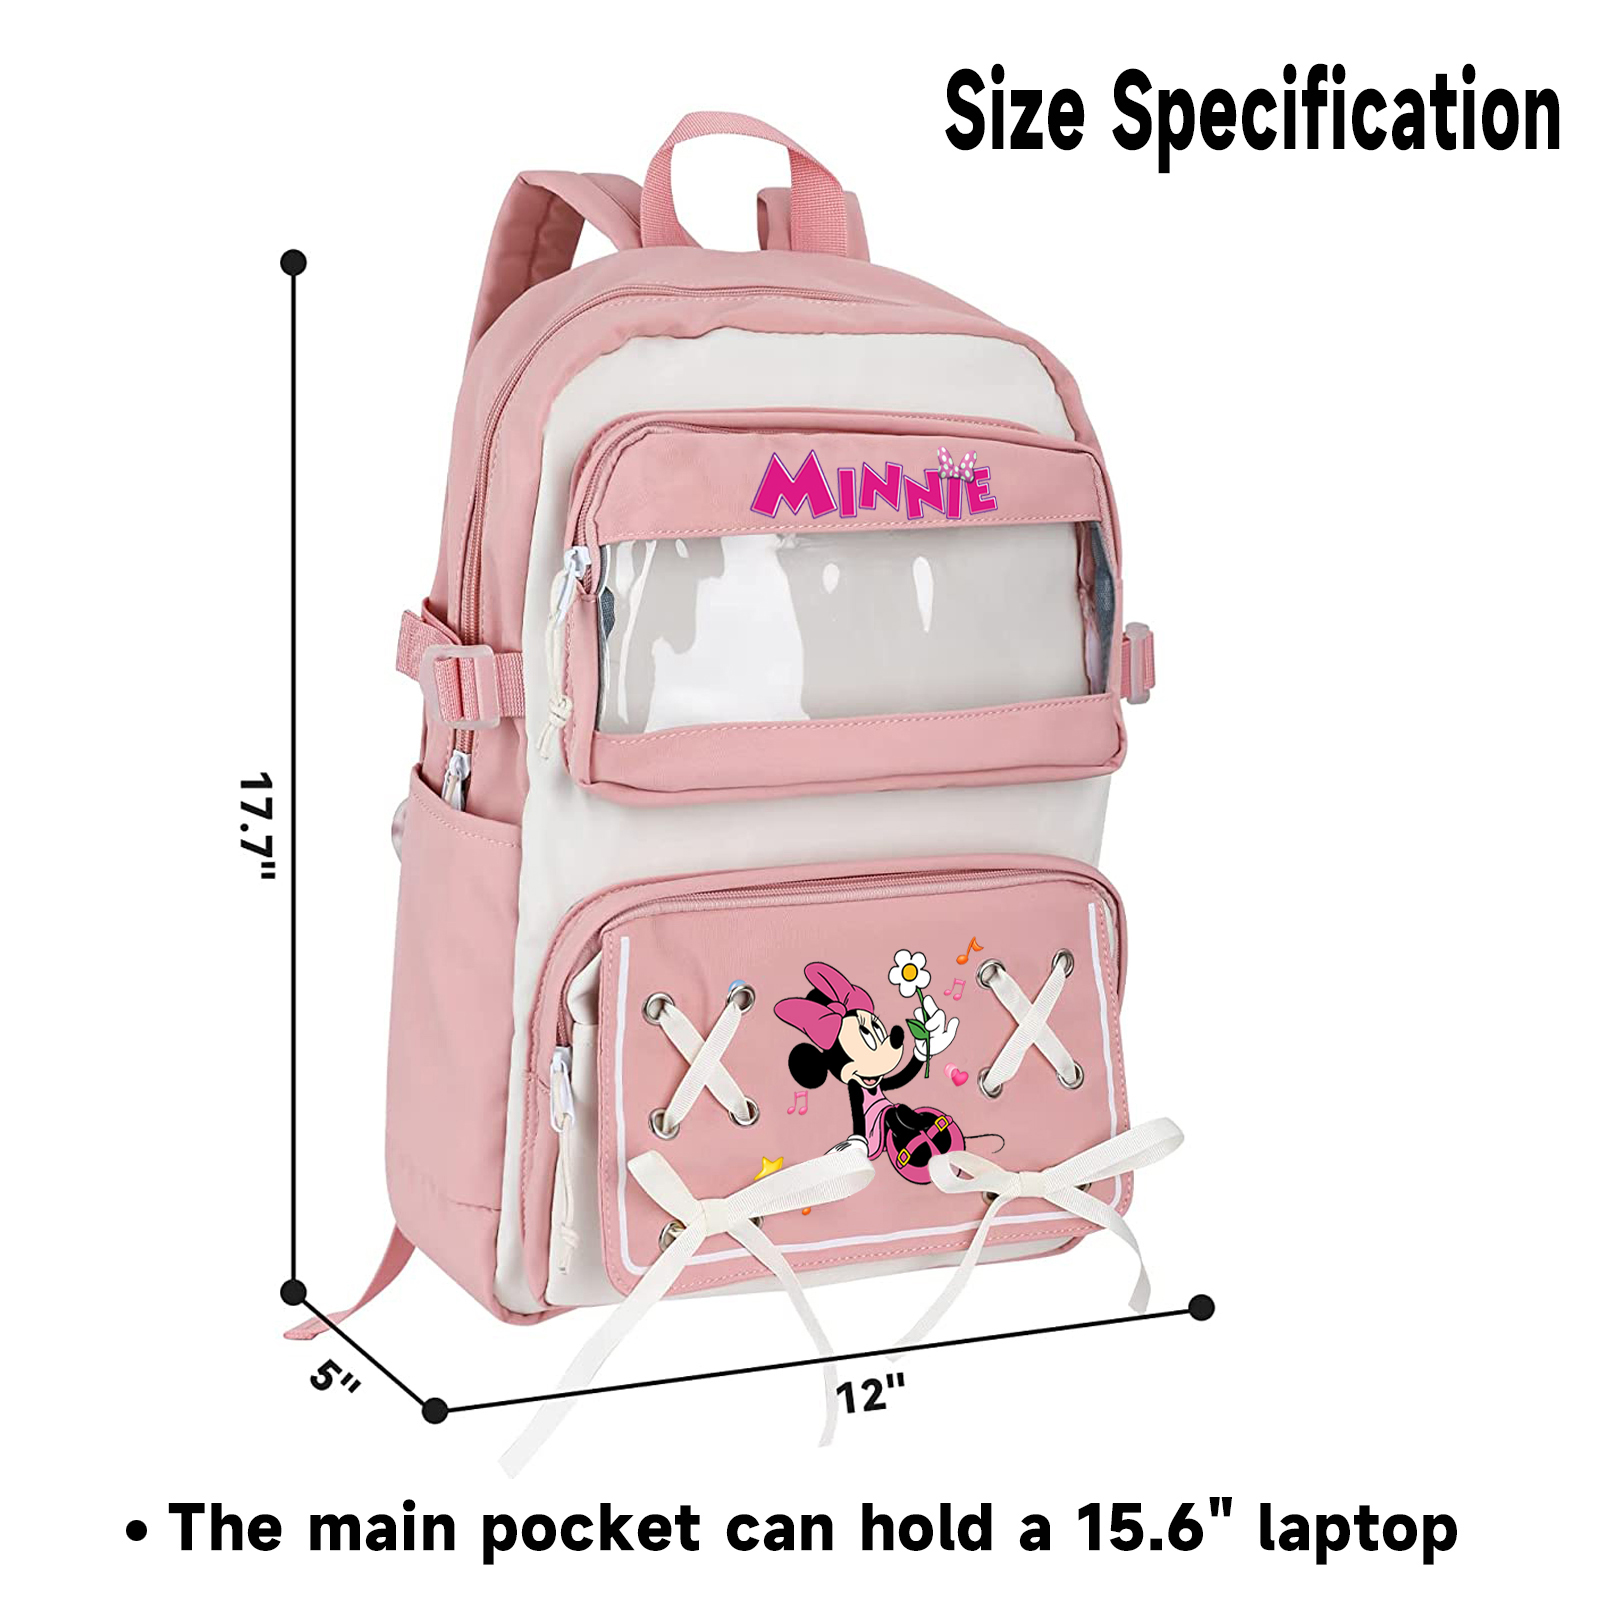 Size Specification
MINNIE
17.7"
5"
12"
• The main pocket can hold a 15.6" laptop